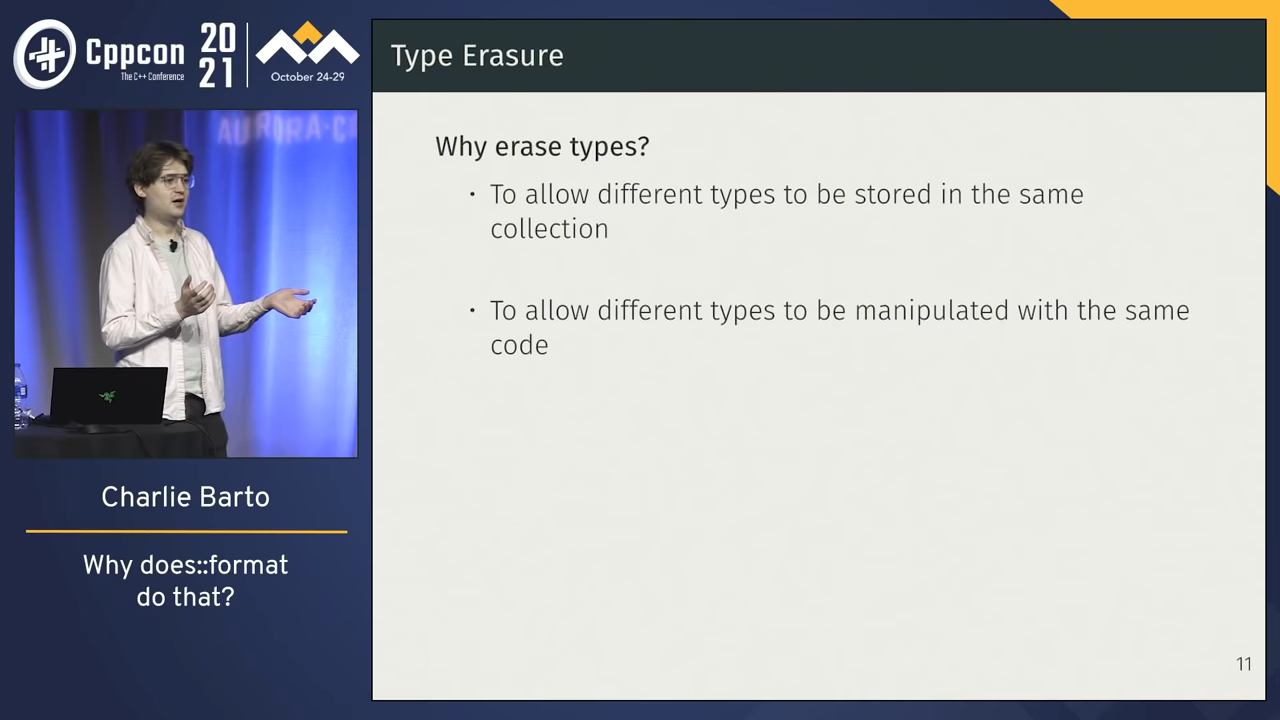 Cppcon
The C++ Conference
20
21
October 24-29
Type Erasure
Why erase types?
· To allow different types to be stored in the same
collection
· To allow different types to be manipulated with the same
code
11
AURORA·C
Charlie Barto
Why does::format
do that?